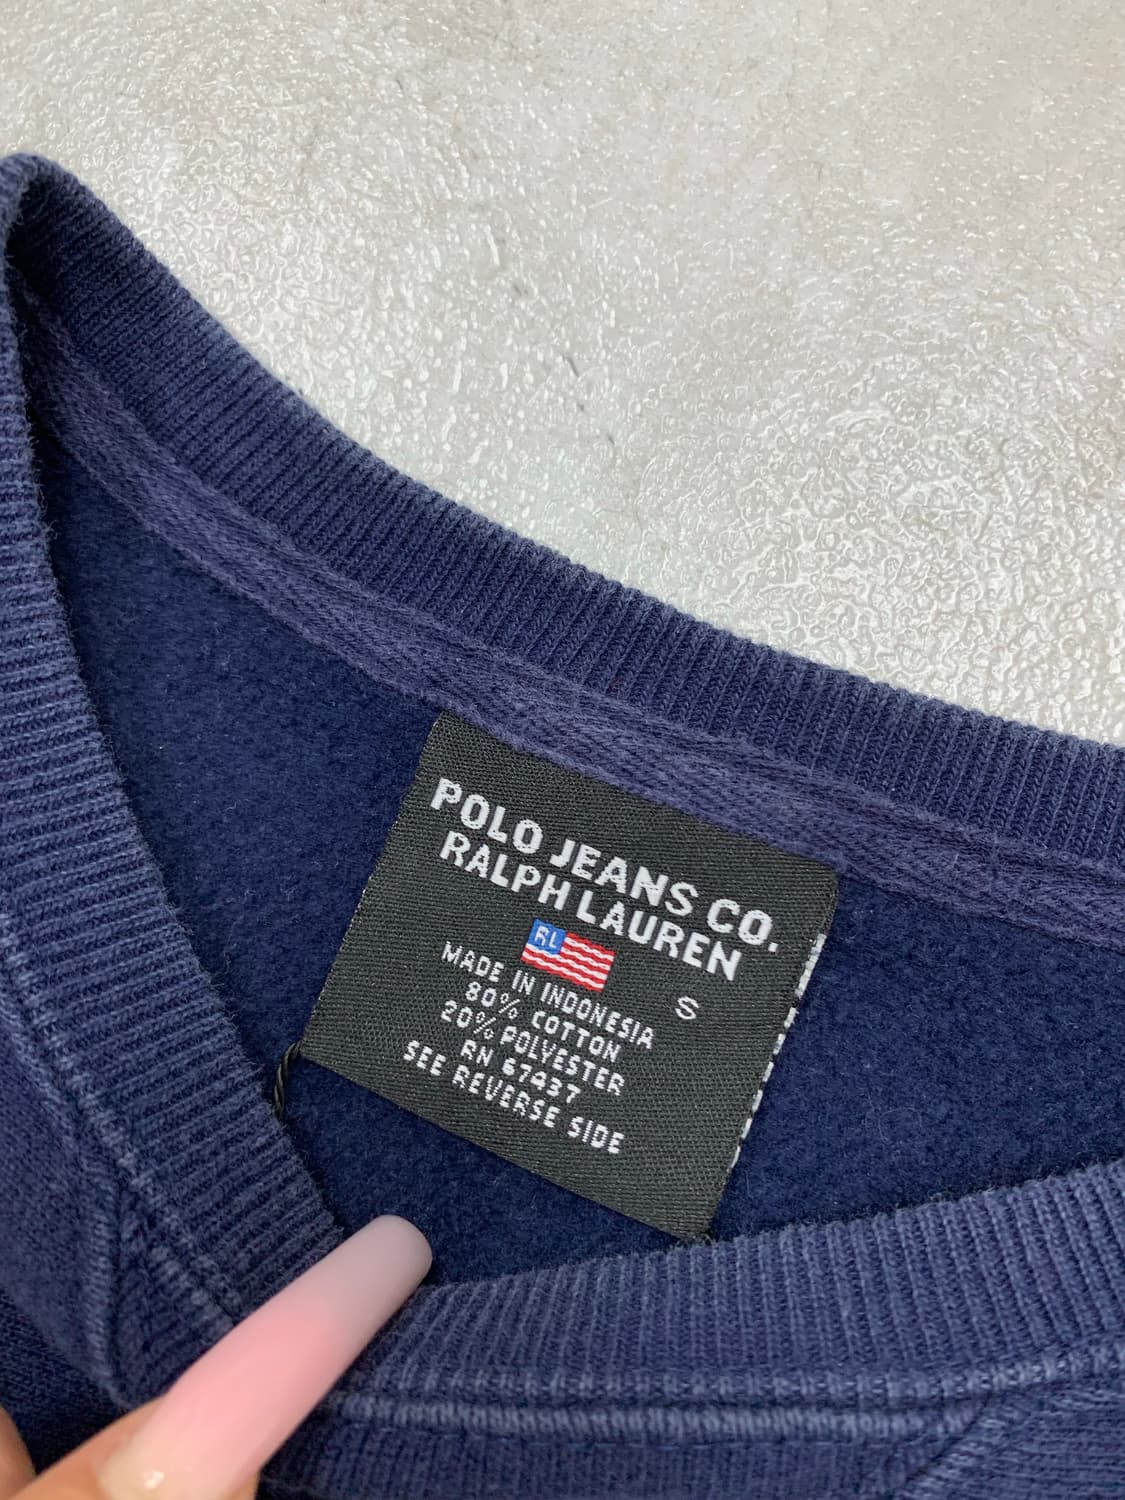 POLO JEANS CO.
RALPH LAUREN
RL
S
MADE IN INDONESIA
80% COTTON
20% POLYESTER
RN 67437
SEE REVERSE SIDE